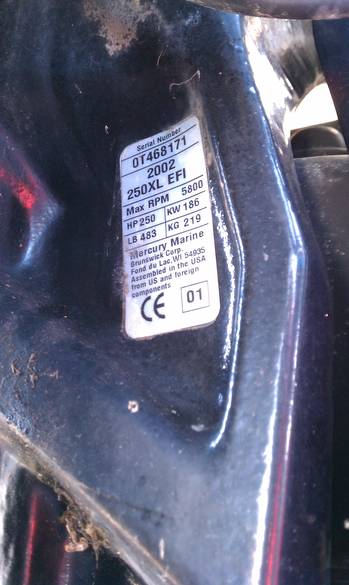 Serial Number
0T468171
2002
250XL EFI
Max RPM 5800
HP 250 KW 186
LB 483 KG 219
Mercury Marine
Brunswick Corp.
Fond du Lac, WI 54935
Assembled in the USA
from US and foreign
components
CE 01